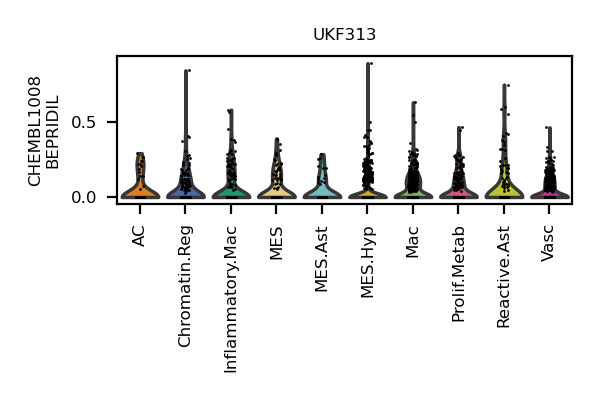 UKF313
CHEMBL1008
BEPRIDIL
0.5
0.0
AC
Chromatin.Reg
Inflammatory.Mac
MES
MES.Ast
MES.Hyp
Mac
Prolif.Metab
Reactive.Ast
Vasc